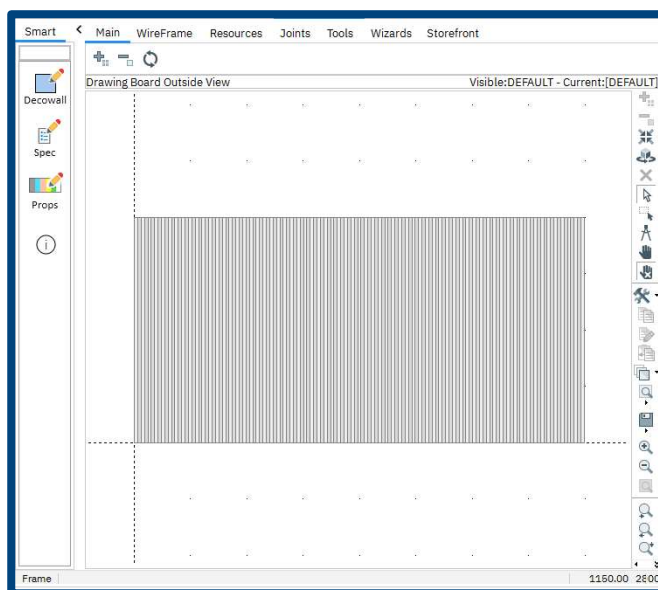 Smart < Main WireFrame Resources Joints Tools Wizards Storefront
Drawing Board Outside View Visible:DEFAULT - Current:[DEFAULT]
Decowall
Spec
Props
Frame 1150.00 2800